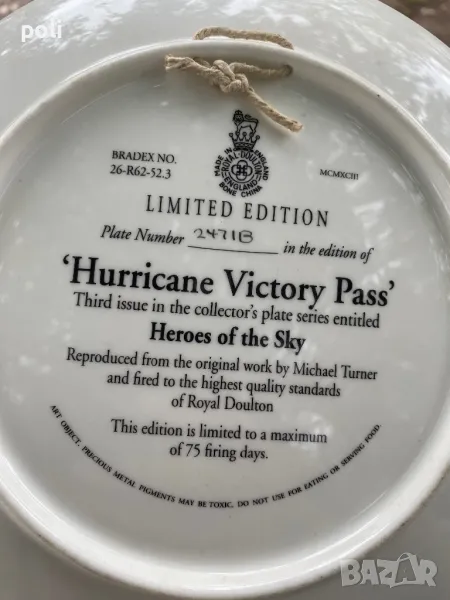 poli
MADE IN ENGLAND
ROYAL DOULTON
ENGLAND
BONE CHINA
BRADEX NO.
26-R62-52.3
MCMXCIII
LIMITED EDITION
Plate Number 2471B in the edition of
'Hurricane Victory Pass'
Third issue in the collector's plate series entitled
Heroes of the Sky
Reproduced from the original work by Michael Turner
and fired to the highest quality standards
of Royal Doulton
This edition is limited to a maximum
of 75 firing days.
ART OBJECT. PRECIOUS METAL PIGMENTS MAY BE TOXIC. DO NOT USE FOR EATING OR SERVING FOOD.
BAZAR